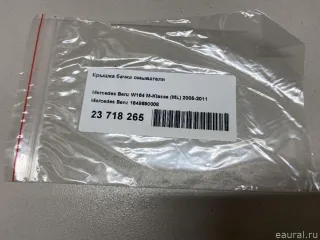 Крышка бачка омывателя
Mercedes Benz W164 M-Klasse (ML) 2005-2011
Mercedes Benz 1648690008
23 718 265
eaural.ru